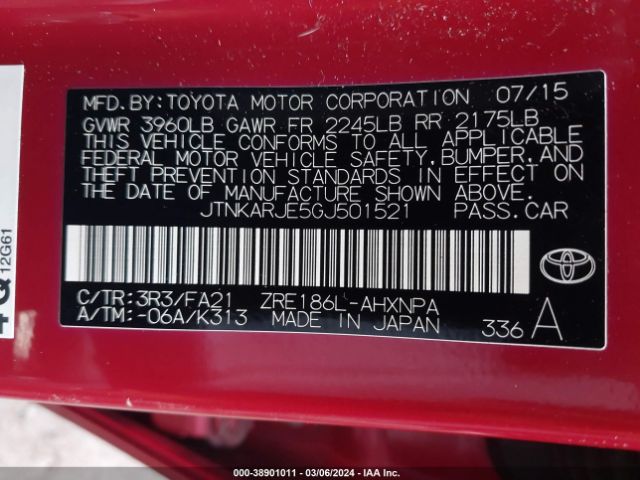 MFD. BY: TOYOTA MOTOR CORPORATION 07/15
GVWR 3960LB GAWR FR 2245LB RR 2175LB
THIS VEHICLE CONFORMS TO ALL APPLICABLE
FEDERAL MOTOR VEHICLE SAFETY, BUMPER, AND
THEFT PREVENTION STANDARDS IN EFFECT ON
THE DATE OF MANUFACTURE SHOWN ABOVE.
JTNKARJE5GJ501521 PASS.CAR
TOYOTA
C/TR: 3R3/FA21 ZRE186L-AHXNPA
A/TM: -06A/K313 MADE IN JAPAN 336 A
12G61
000-38901011 - 03/06/2024 - IAA Inc.